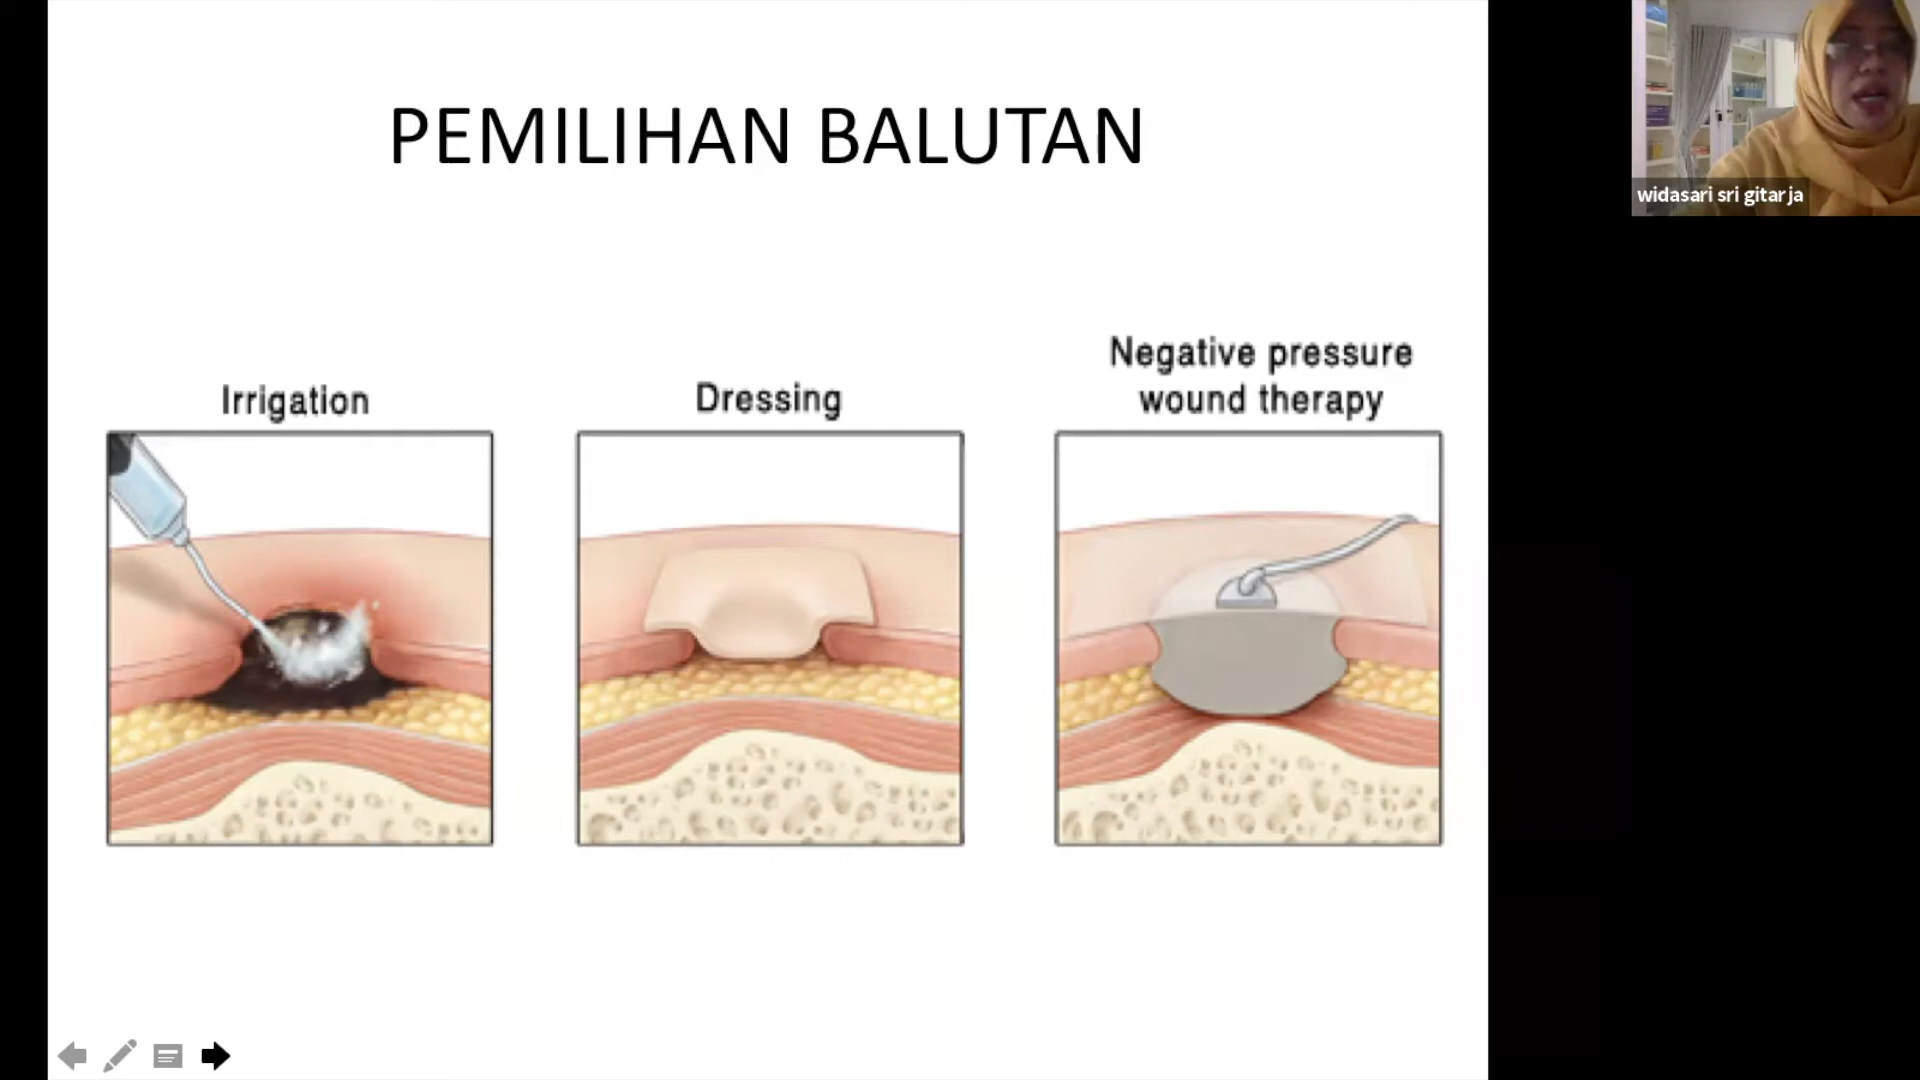 PEMILIHAN BALUTAN
widasari sri gitarja
Irrigation
Dressing
Negative pressure
wound therapy